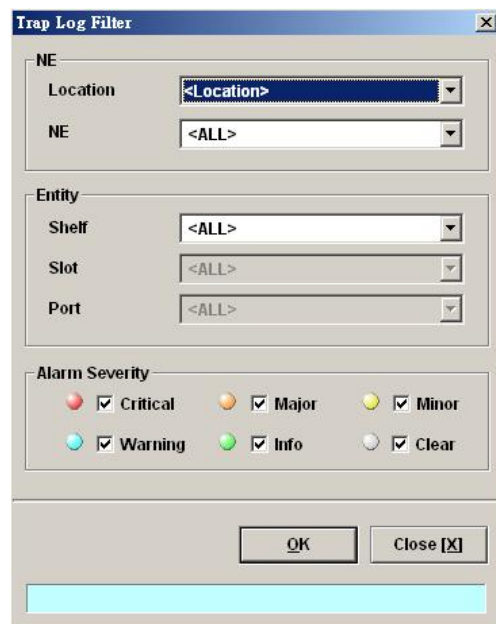 Trap Log Filter
NE
Location <Location>
NE <ALL>
Entity
Shelf <ALL>
Slot <ALL>
Port <ALL>
Alarm Severity
Critical Major Minor
Warning Info Clear
OK Close [X]